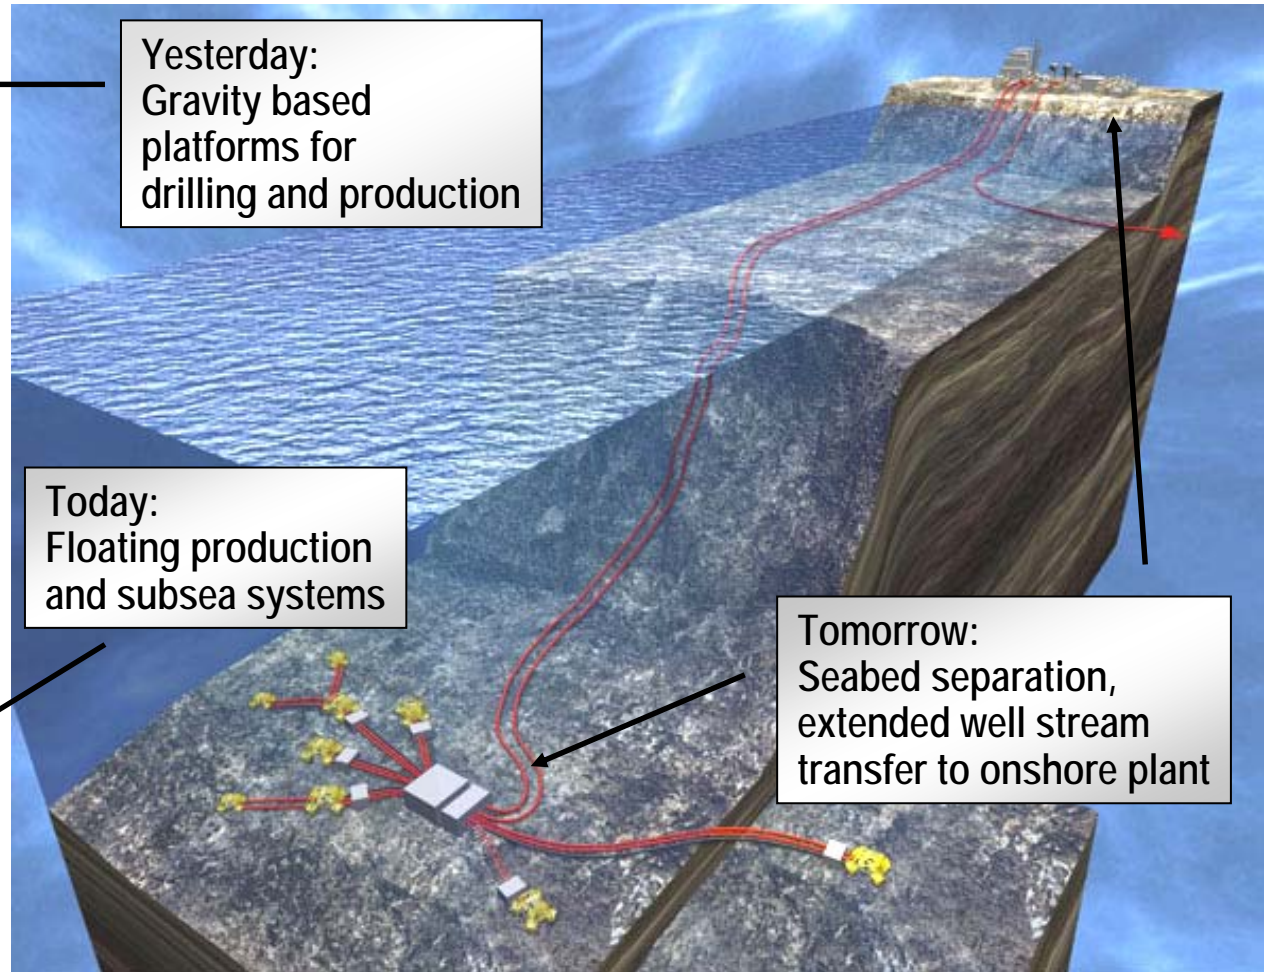 Yesterday:
Gravity based
platforms for
drilling and production
Today:
Floating production
and subsea systems
Tomorrow:
Seabed separation,
extended well stream
transfer to onshore plant